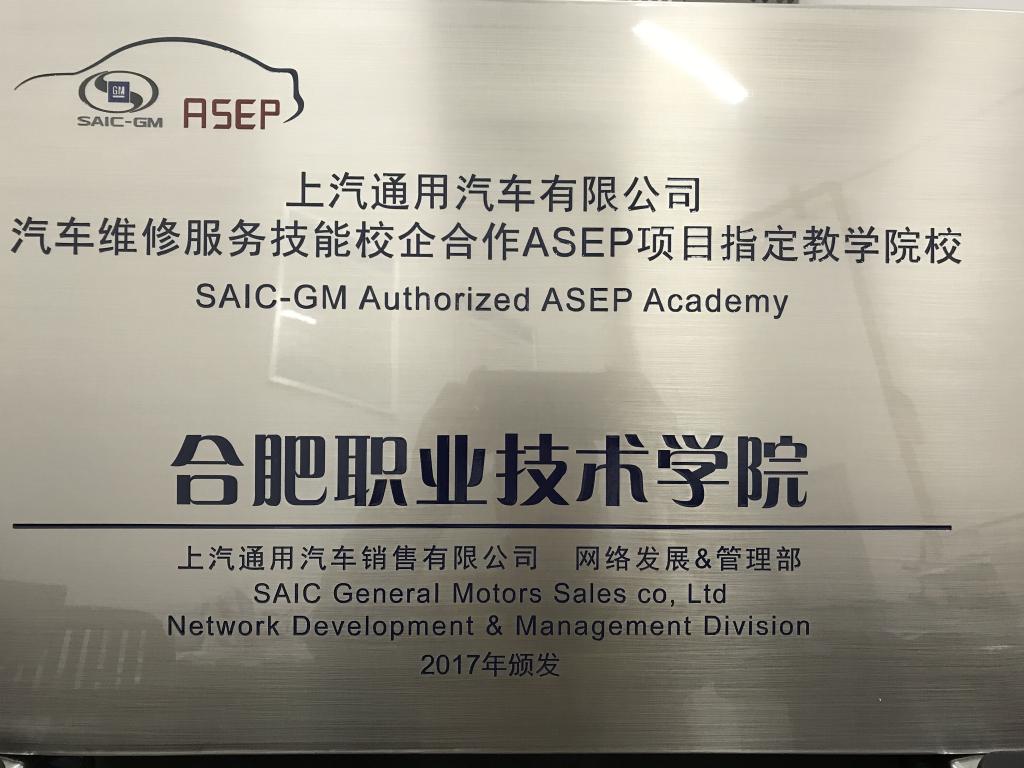 GM
SAIC-GM ASEP
上汽通用汽车有限公司
汽车维修服务技能校企合作ASEP项目指定教学院校
SAIC-GM Authorized ASEP Academy
合肥职业技术学院
上汽通用汽车销售有限公司 网络发展&管理部
SAIC General Motors Sales co, Ltd
Network Development & Management Division
2017年颁发